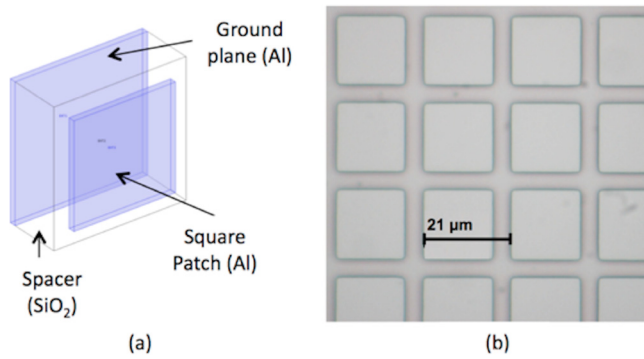 Ground
plane (Al)
Square
Patch (Al)
Spacer
(SiO₂)
(a)
21 μm
(b)